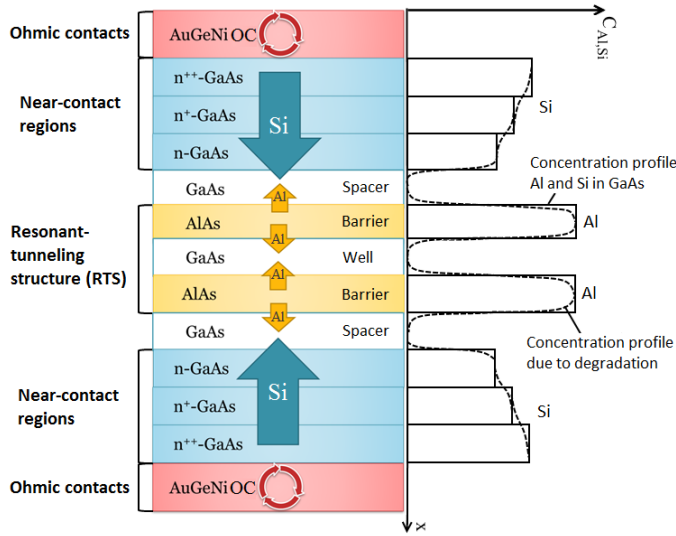 Ohmic contacts
AuGeNi OC
C Al,Si
Near-contact
regions
n++-GaAs
n+-GaAs
n-GaAs
Si
Si
GaAs
Al
Spacer
Concentration profile
Al and Si in GaAs
Resonant-
tunneling
structure (RTS)
AlAs
Barrier
Al
Al
GaAs
Well
Al
AlAs
Barrier
Al
Al
GaAs
Spacer
Concentration profile
due to degradation
Near-contact
regions
n-GaAs
n+-GaAs
n++-GaAs
Si
Si
Ohmic contacts
AuGeNi OC
x